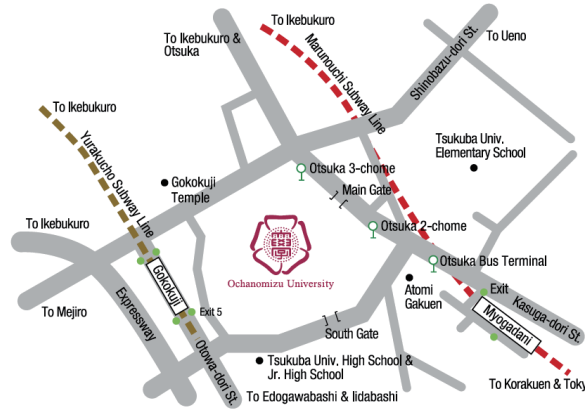 To Ikebukuro
To Ikebukuro &
Otsuka
Marunouchi Subway Line
Shinobazu-dori St.
To Ueno
To Ikebukuro
Yurakucho Subway Line
Tsukuba Univ.
Elementary School
Otsuka 3-chome
Gokokuji
Temple
Main Gate
To Ikebukuro
Otsuka 2-chome
Otsuka Bus Terminal
Ochanomizu University
Gokokuji
Atomi
Gakuen
Exit
To Mejiro
Expressway
Exit 5
Kasuga-dori St.
Myogadani
South Gate
Otowa-dori St.
Tsukuba Univ. High School &
Jr. High School
To Korakuen & Toky
To Edogawabashi & Iidabashi